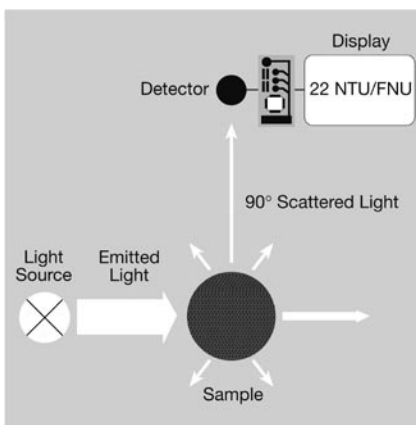 Display
Detector
22 NTU/FNU
90° Scattered Light
Light
Source
Emitted
Light
Sample